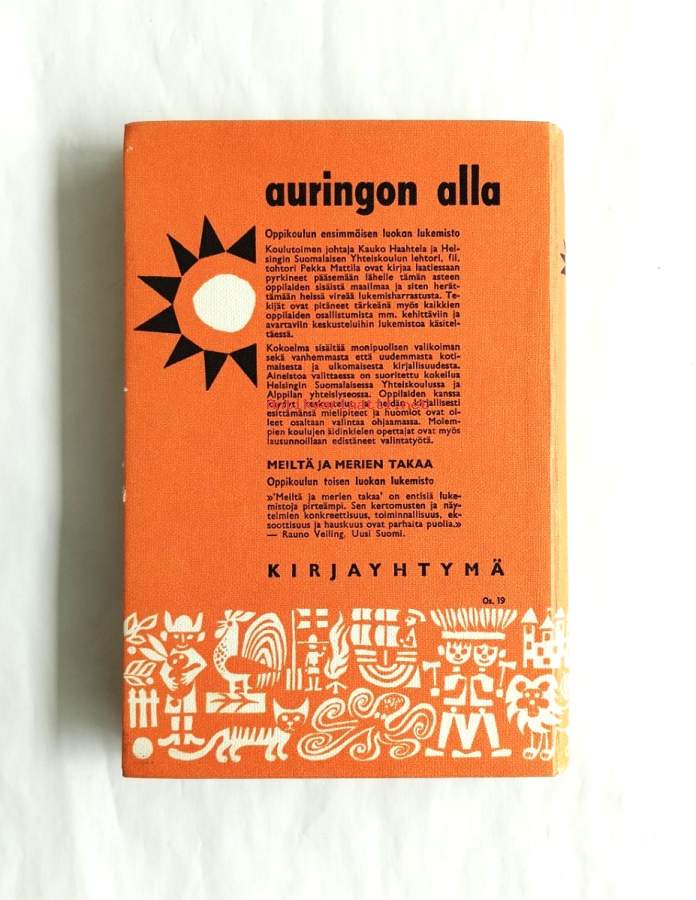 auringon alla
Oppikoulun ensimmäisen luokan lukemisto
Koulutoimen johtaja Kauko Haahtela ja Hel-
singin Suomalaisen Yhteiskoulun lehtori, fil.
tohtori Pekka Mattila ovat kirjaa laatiessaan
pyrkineet pääsemään lähelle tämän asteen
oppilaiden sisäistä maailmaa ja siten herät-
tämään heissä vireää lukemisharrastusta. Te-
kijät ovat pitäneet tärkeänä myös kaikkien
oppilaiden osallistumista mm. kehittäviin ja
avartaviin keskusteluihin lukemistoa käsitel-
täessä.
Kokoelma sisältää monipuolisen valikoiman
sekä vanhemmasta että uudemmasta koti-
maisesta ja ulkomaisesta kirjallisuudesta.
Aineistoa valittaessa on suoritettu kokeilua
Helsingin Suomalaisessa Yhteiskoulussa ja
Alppilan yhteislyseossa. Oppilaiden kanssa
käydyt keskustelut ja heidän kirjallisesti
esittämänsä mielipiteet ja huomiot ovat ol-
leet osaltaan valintaa ohjaamassa. Molem-
pien koulujen äidinkielen opettajat ovat myös
lausunnoillaan edistäneet valintatyötä.
MEILTÄ JA MERIEN TAKAA
Oppikoulun toisen luokan lukemisto
»'Meiltä ja merien takaa' on entisiä luke-
mistoja pirteämpi. Sen kertomusten ja näy-
telmien konkreettisuus, toiminnallisuus, ek-
soottisuus ja hauskuus ovat parhaita puolia.»
— Rauno Velling, Uusi Suomi.
KIRJAYHTYMÄ
Os. 19